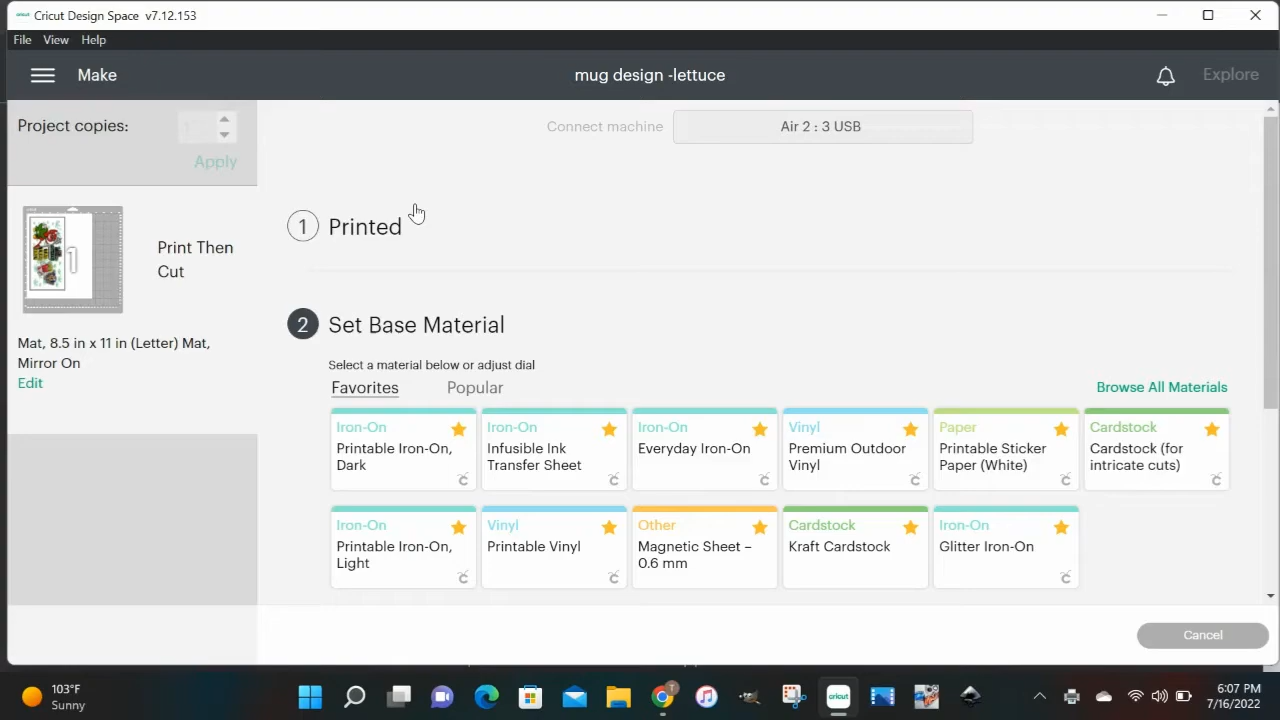 cricut Cricut Design Space v7.12.153
File View Help
Make
mug design -lettuce
Explore
Project copies:
1
Apply
Connect machine
Air 2 : 3 USB
1
Print Then
Cut
Mat, 8.5 in x 11 in (Letter) Mat,
Mirror On
Edit
1 Printed
2 Set Base Material
Select a material below or adjust dial
Favorites Popular
Browse All Materials
Iron-On
Printable Iron-On,
Dark
Iron-On
Infusible Ink
Transfer Sheet
Iron-On
Everyday Iron-On
Vinyl
Premium Outdoor
Vinyl
Paper
Printable Sticker
Paper (White)
Cardstock
Cardstock (for
intricate cuts)
Iron-On
Printable Iron-On,
Light
Vinyl
Printable Vinyl
Other
Magnetic Sheet –
0.6 mm
Cardstock
Kraft Cardstock
Iron-On
Glitter Iron-On
Cancel
103°F
Sunny
T
cricut
6:07 PM
7/16/2022